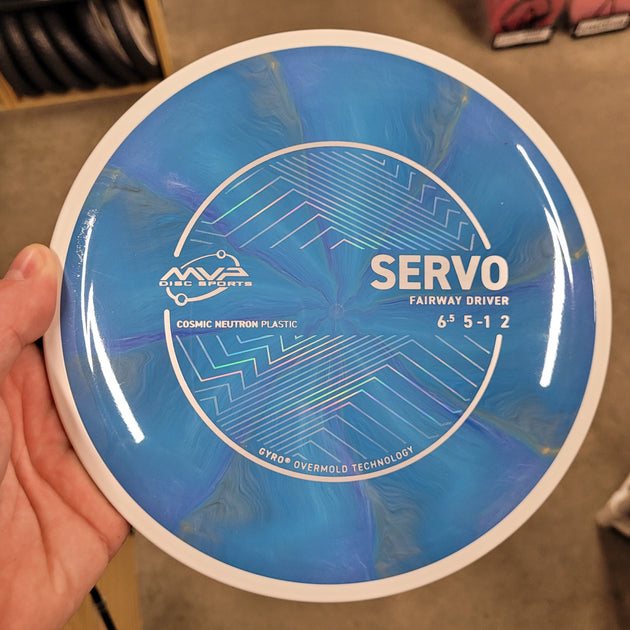 MVP
DISC SPORTS
SERVO
FAIRWAY DRIVER
COSMIC NEUTRON PLASTIC
6.5 5 -1 2
GYRO® OVERMOLD TECHNOLOGY